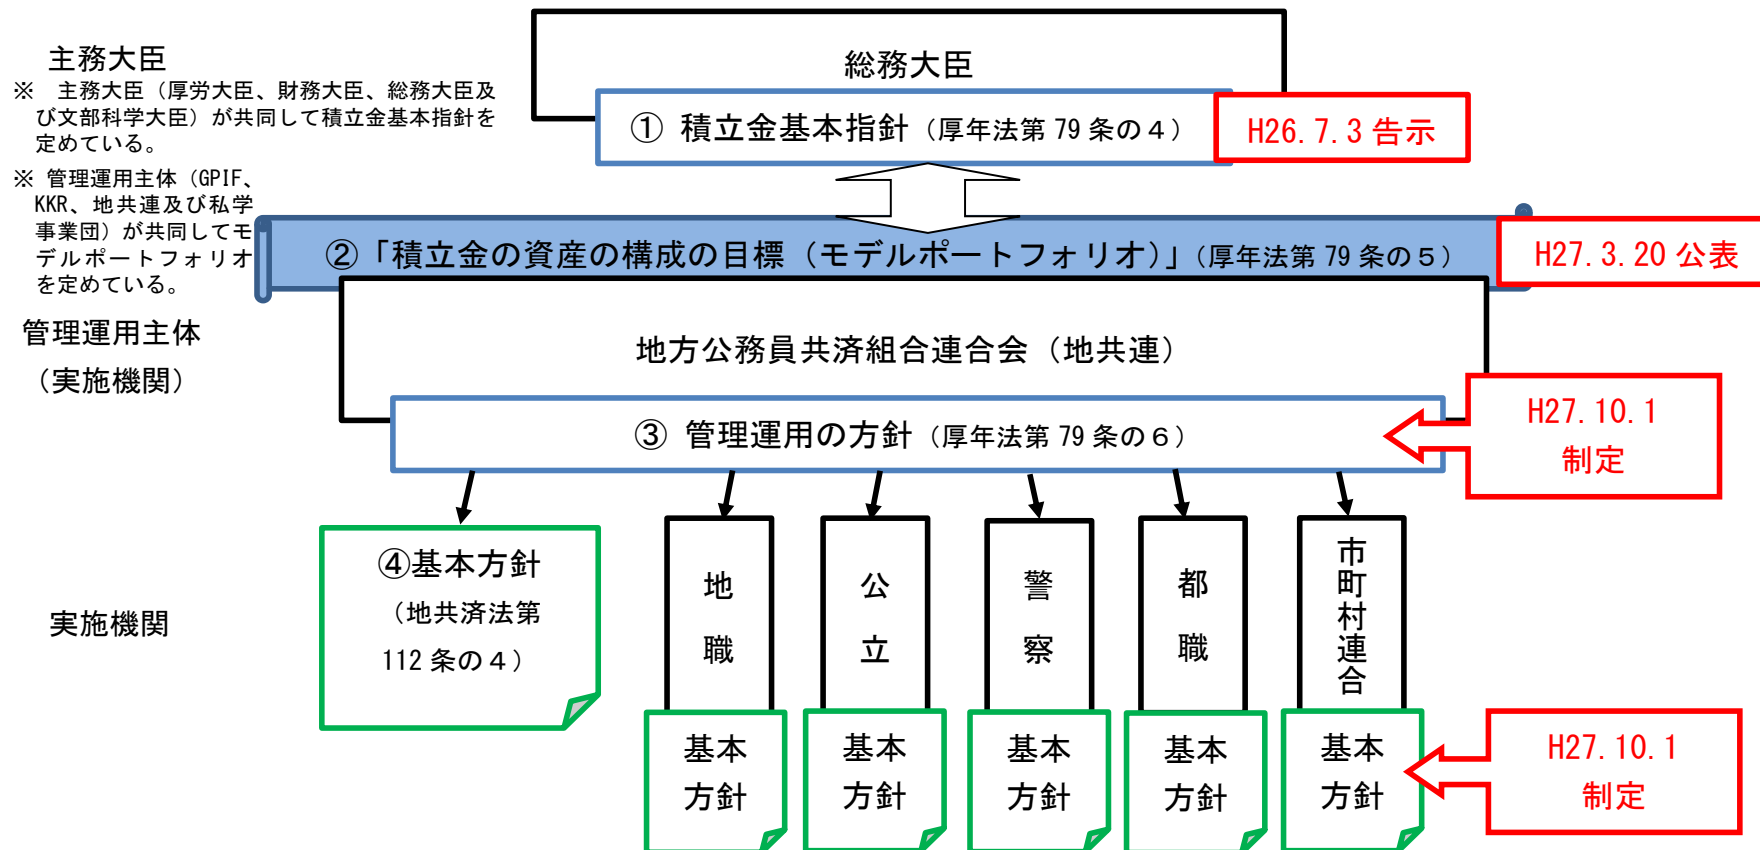 主務大臣
※　主務大臣（厚労大臣、財務大臣、総務大臣及
び文部科学大臣）が共同して積立金基本指針を
定めている。
※ 管理運用主体（GPIF、
KKR、地共連及び私学
事業団）が共同してモ
デルポートフォリオ
を定めている。
管理運用主体
（実施機関）
実施機関
総務大臣
① 積立金基本指針（厚年法第 79 条の４）
H26.7.3 告示
②「積立金の資産の構成の目標（モデルポートフォリオ）」（厚年法第 79 条の５）
H27.3.20 公表
地方公務員共済組合連合会（地共連）
③ 管理運用の方針（厚年法第 79 条の６）
H27.10.1
制定
④基本方針
（地共済法第
112 条の４）
地職
公立
警察
都職
市町村連合
基本
方針
基本
方針
基本
方針
基本
方針
基本
方針
H27.10.1
制定